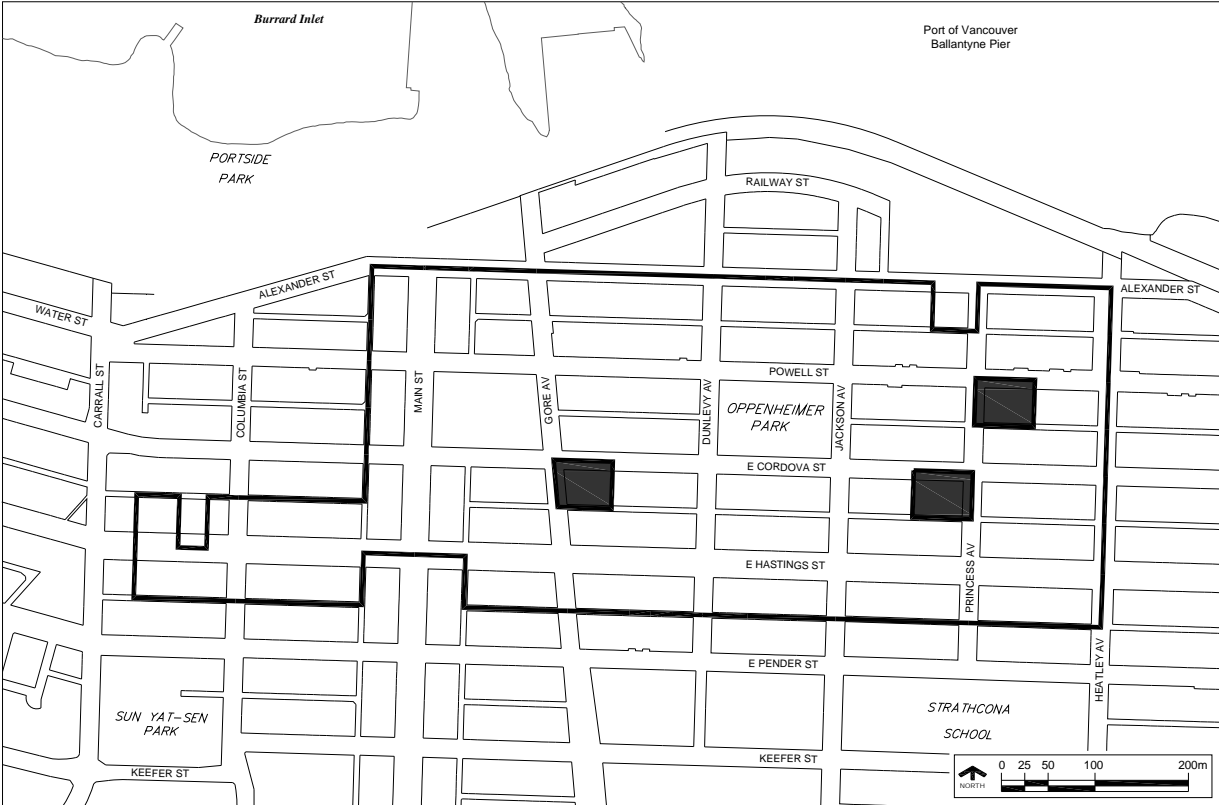 Burrard Inlet
Port of Vancouver
Ballantyne Pier
PORTSIDE
PARK
RAILWAY ST
ALEXANDER ST
ALEXANDER ST
WATER ST
POWELL ST
CARRALL ST
COLUMBIA ST
MAIN ST
GORE AV
DUNLEVY AV
OPPENHEIMER
PARK
JACKSON AV
E CORDOVA ST
E HASTINGS ST
PRINCESS AV
E PENDER ST
HEATLEY AV
SUN YAT-SEN
PARK
STRATHCONA
SCHOOL
KEEFER ST
KEEFER ST
NORTH
0 25 50 100 200m